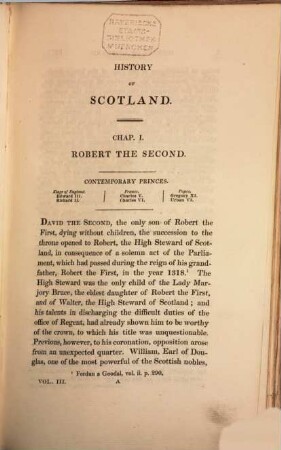 BAYERISCHE
STAATS-
BIBLIOTHEK
MUENCHEN
HISTORY
OF
SCOTLAND.
CHAP. I.
ROBERT THE SECOND.
CONTEMPORARY PRINCES.
Kings of England. France. Popes.
Edward III. Charles V. Gregory XI.
Richard II. Charles VI. Urban VI.
DAVID THE SECOND, the only son of Robert the
First, dying without children, the succession to the
throne opened to Robert, the High Steward of Scot-
land, in consequence of a solemn act of the Parlia-
ment, which had passed during the reign of his grand-
father, Robert the First, in the year 1318.¹ The
High Steward was the only child of the Lady Mar-
jory Bruce, the eldest daughter of Robert the First,
and of Walter, the High Steward of Scotland; and
his talents in discharging the difficult duties of the
office of Regent, had already shown him to be worthy
of the crown, to which his title was unquestionable.
Previous, however, to his coronation, opposition arose
from an unexpected quarter. William, Earl of Dou-
glas, one of the most powerful of the Scottish nobles,
¹ Fordun a Goodal, vol. ii. p. 290.
VOL. III. A